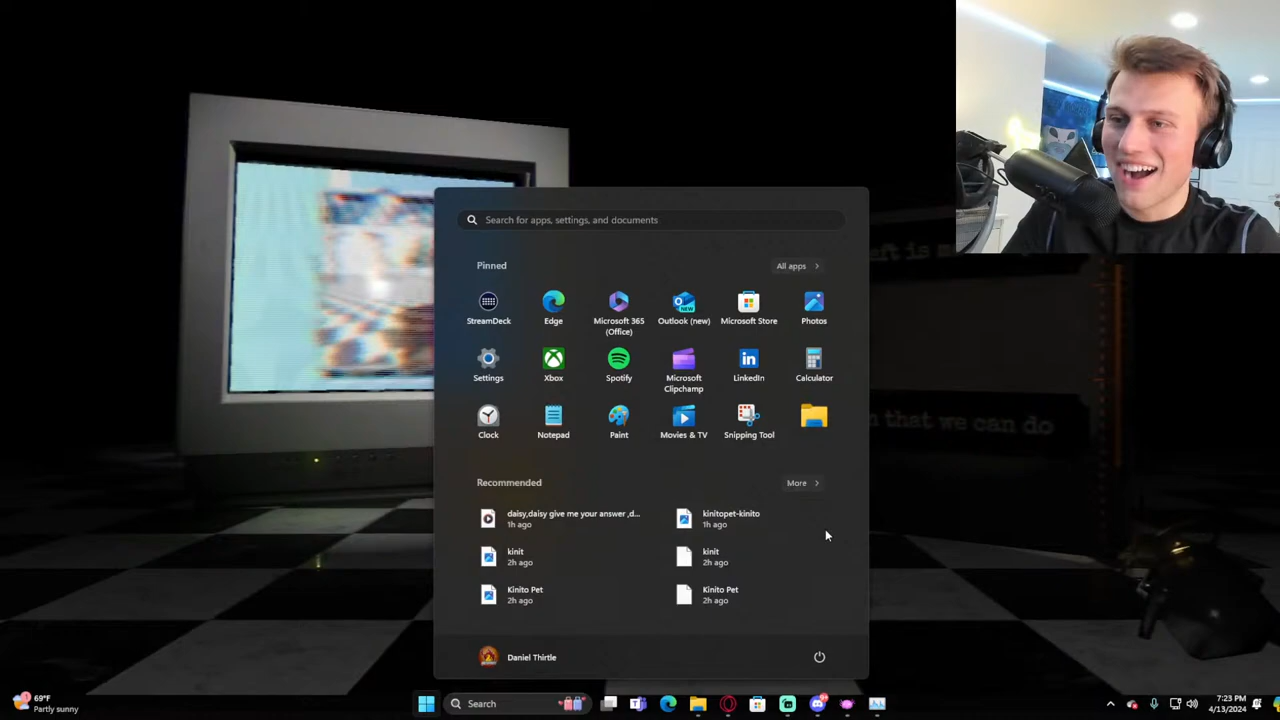 Search for apps, settings, and documents
Pinned
All apps
StreamDeck
Edge
Microsoft 365 (Office)
Outlook (new)
Microsoft Store
Photos
Settings
Xbox
Spotify
Microsoft Clipchamp
LinkedIn
Calculator
Clock
Notepad
Paint
Movies & TV
Snipping Tool
Recommended
More
daisy,daisy give me your answer ,d...
1h ago
kinitopet-kinito
1h ago
kinit
2h ago
kinit
2h ago
Kinito Pet
2h ago
Kinito Pet
2h ago
Daniel Thirtle
eft is
that we can do
69°F
Partly sunny
Search
7:23 PM
4/13/2024